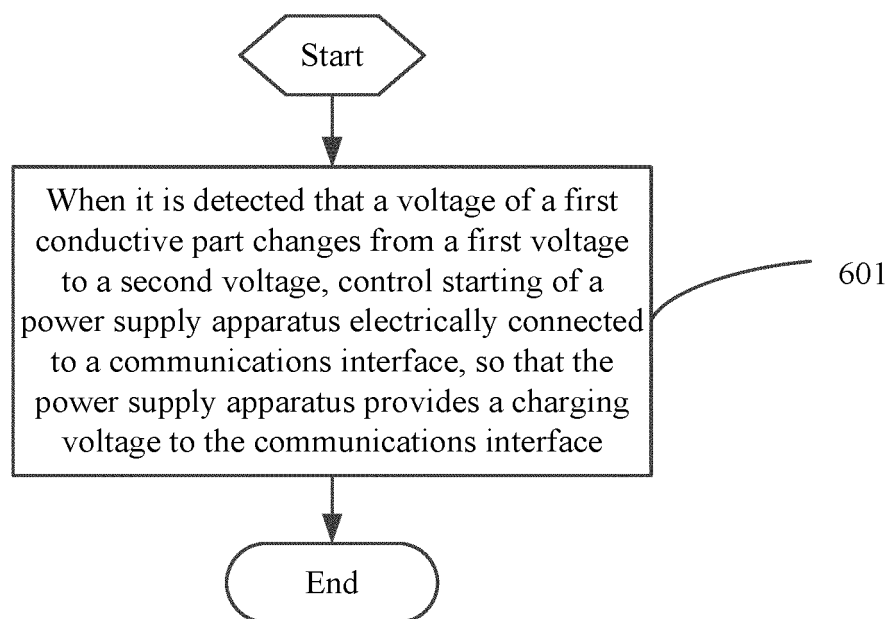 Start
When it is detected that a voltage of a first
conductive part changes from a first voltage
to a second voltage, control starting of a
power supply apparatus electrically connected
to a communications interface, so that the
power supply apparatus provides a charging
voltage to the communications interface
601
End